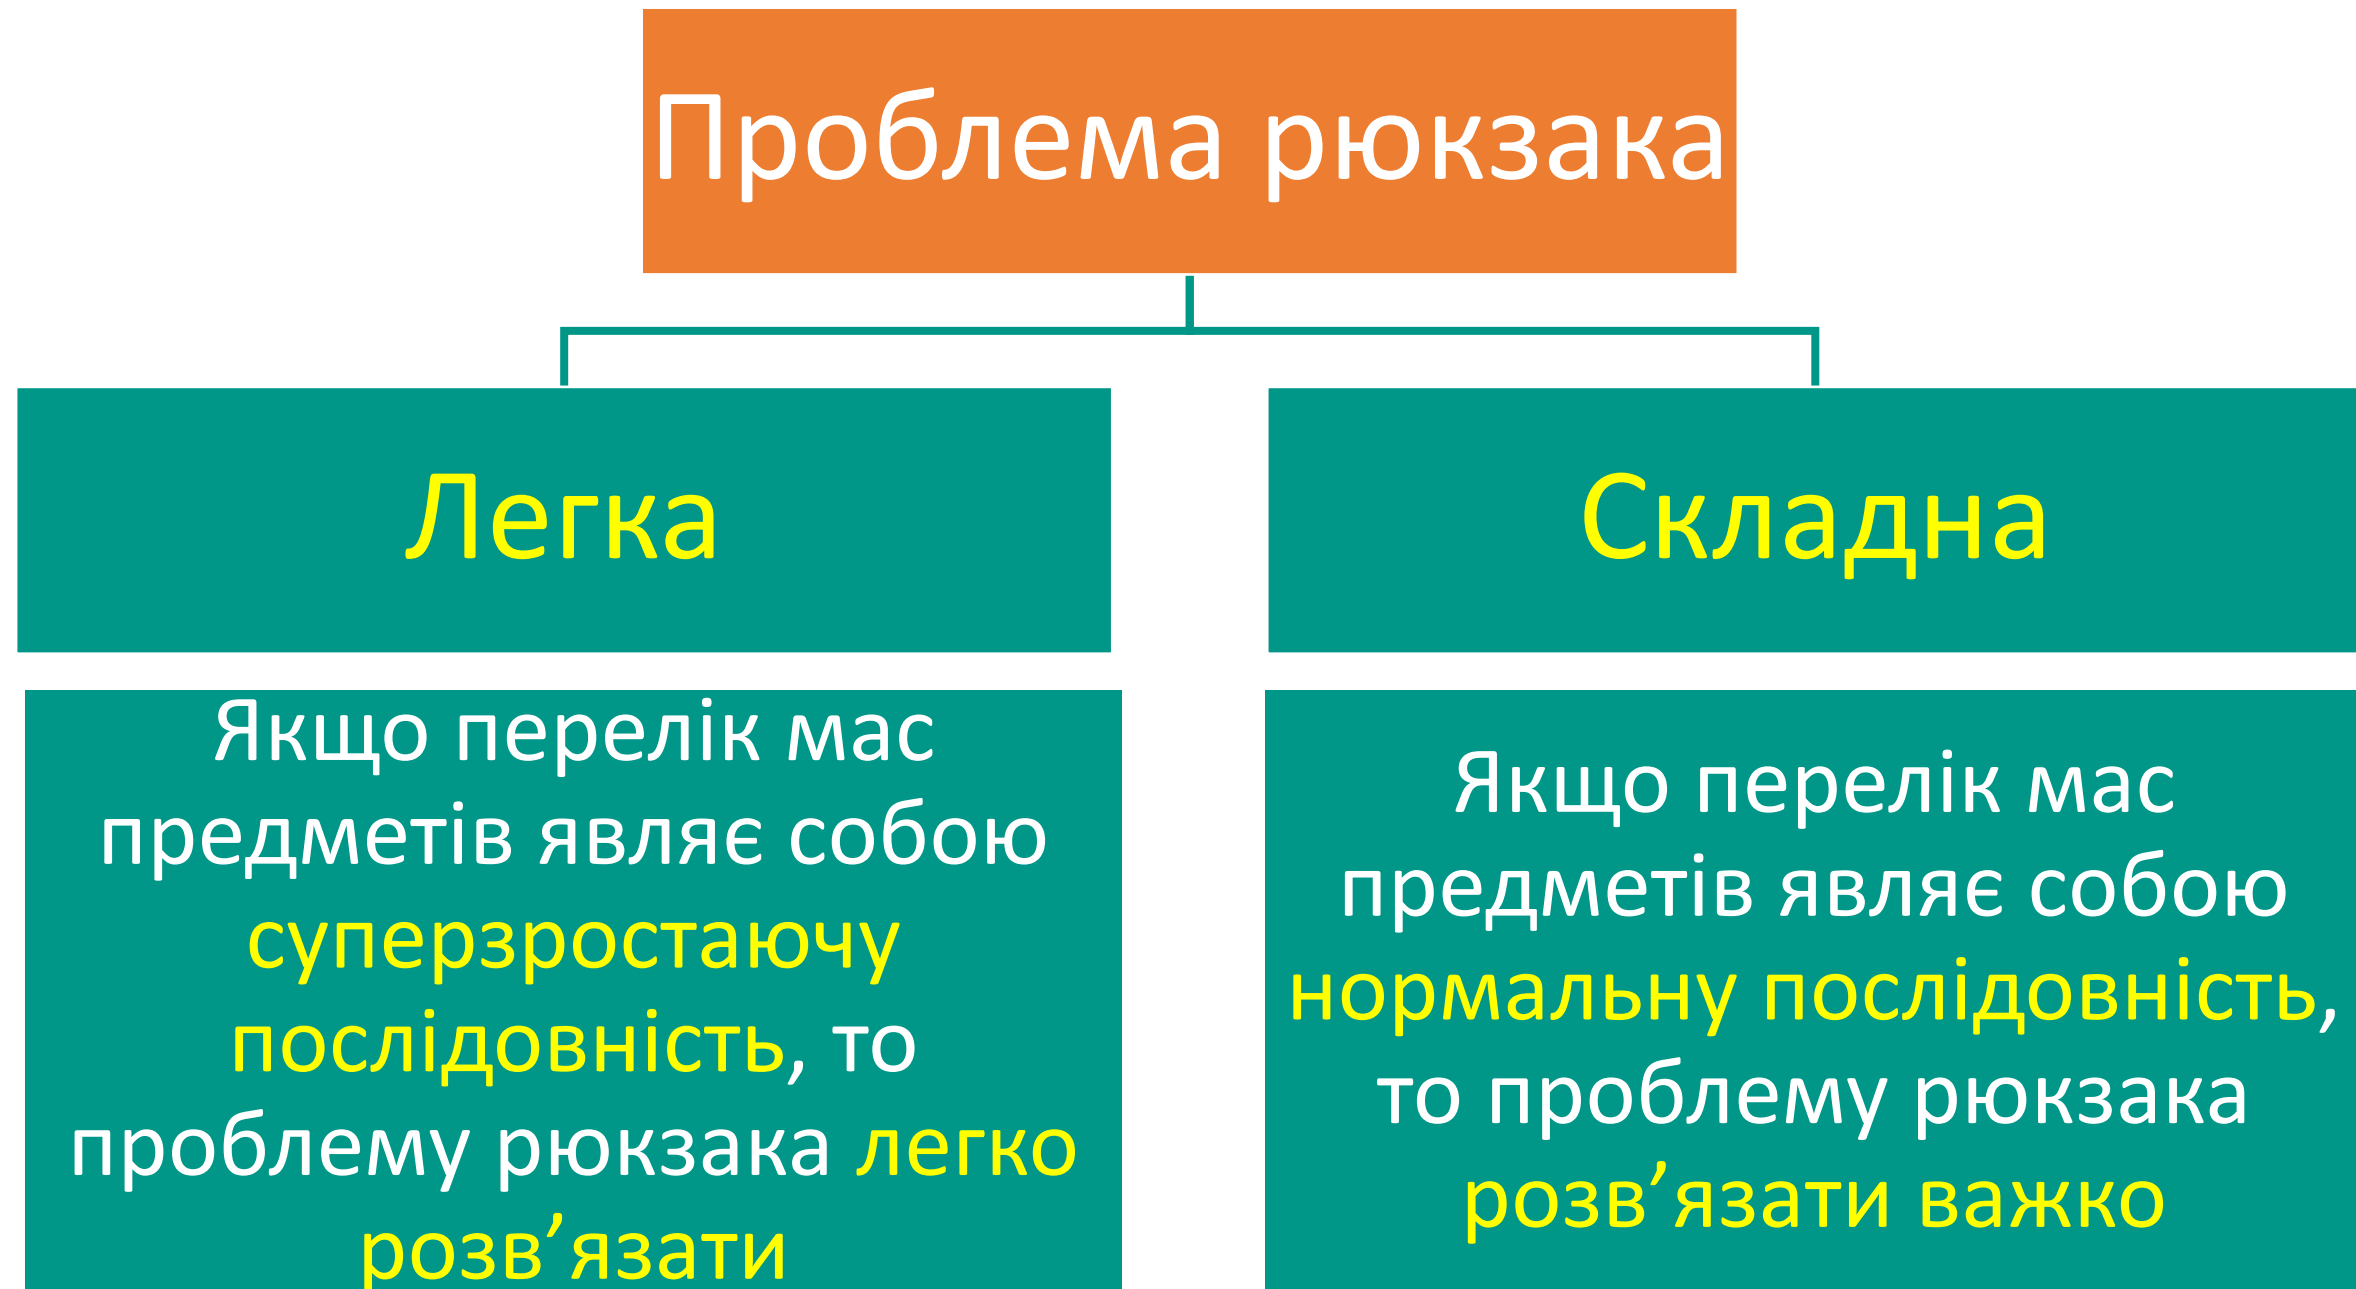 Проблема рюкзака
Легка
Складна
Якщо перелік мас
предметів являє собою
суперзростаючу
послідовність, то
проблему рюкзака легко
розв’язати
Якщо перелік мас
предметів являє собою
нормальну послідовність,
то проблему рюкзака
розв’язати важко